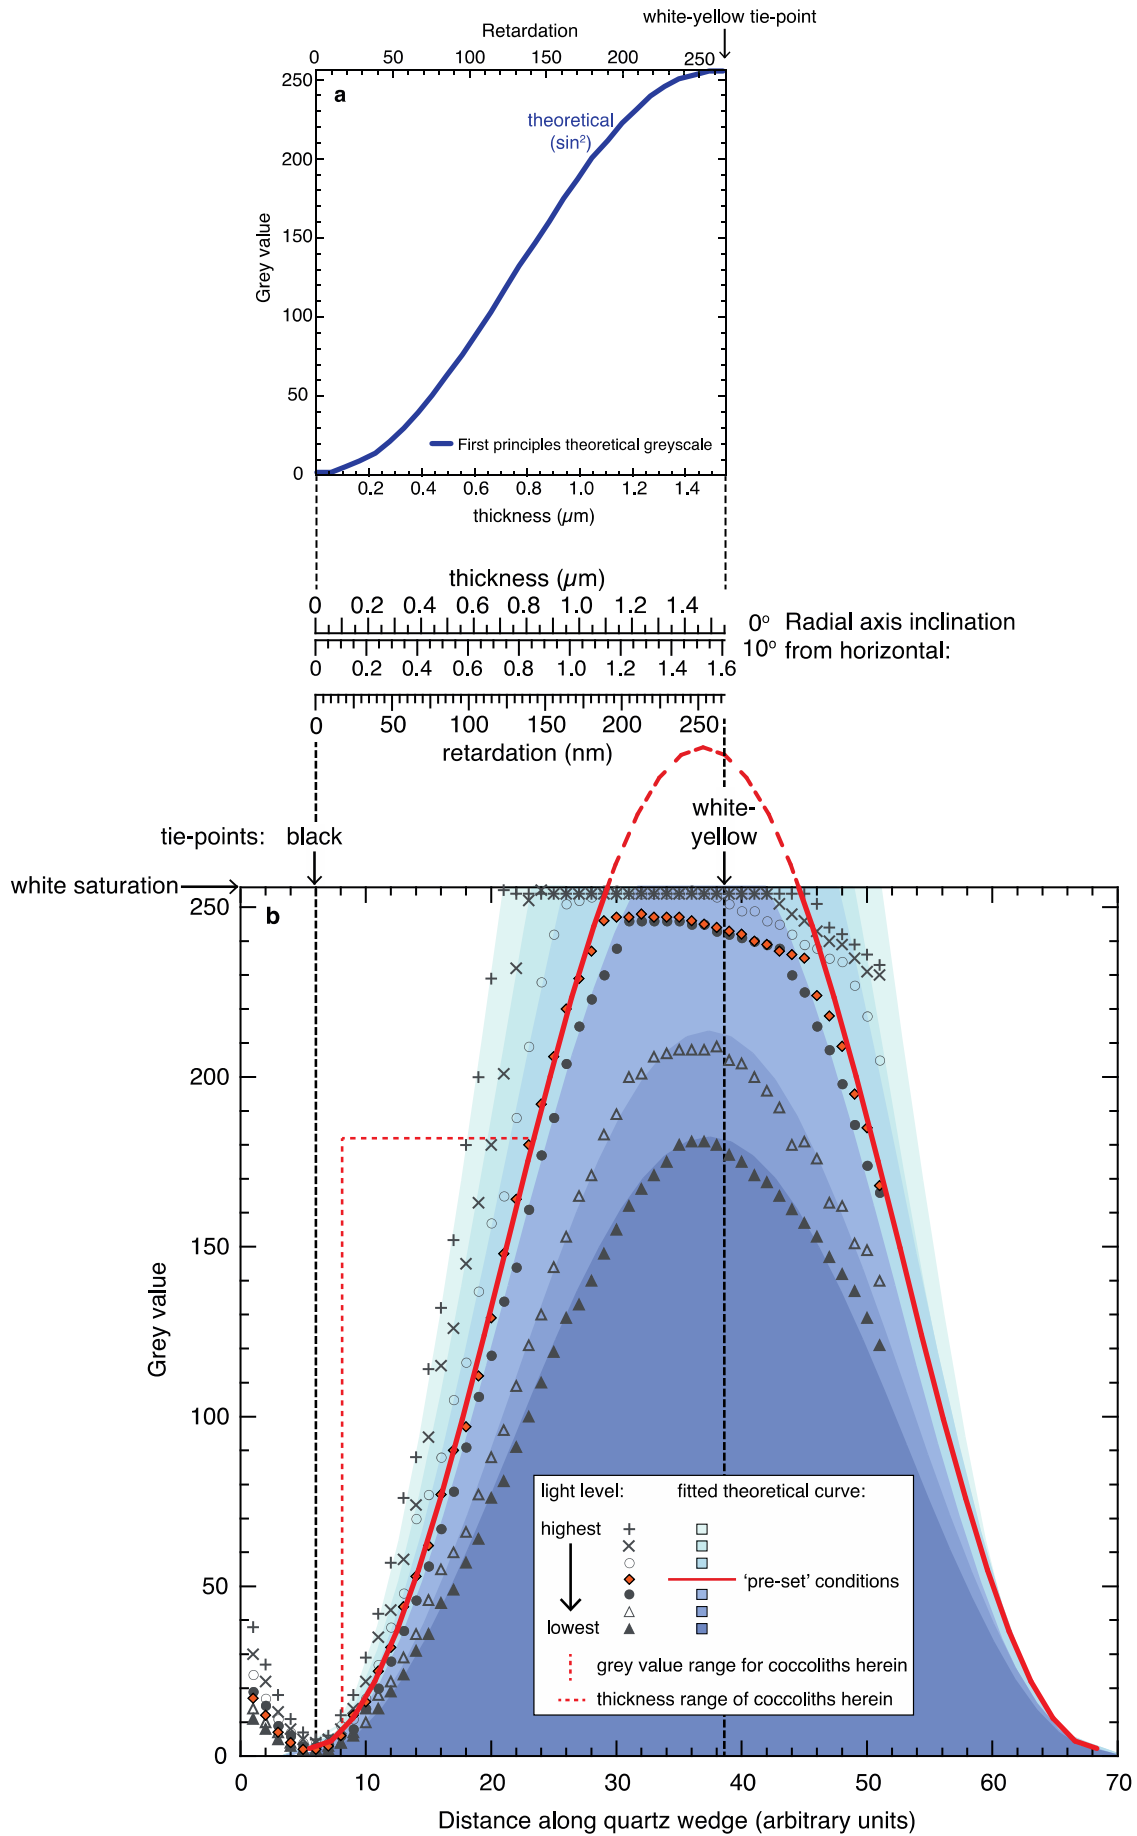 white-yellow tie-point
Retardation
0 50 100 150 200 250
a
theoretical
(sin²)
250
200
150
100
50
0
Grey value
First principles theoretical greyscale
0.2 0.4 0.6 0.8 1.0 1.2 1.4
thickness (µm)
thickness (µm)
0 0.2 0.4 0.6 0.8 1.0 1.2 1.4
0° Radial axis inclination
10° from horizontal:
0 0.2 0.4 0.6 0.8 1.0 1.2 1.4 1.6
0 50 100 150 200 250
retardation (nm)
tie-points: black
white-
yellow
white saturation
b
250
200
150
100
50
0
Grey value
light level: fitted theoretical curve:
highest
'pre-set' conditions
lowest
grey value range for coccoliths herein
thickness range of coccoliths herein
0 10 20 30 40 50 60 70
Distance along quartz wedge (arbitrary units)